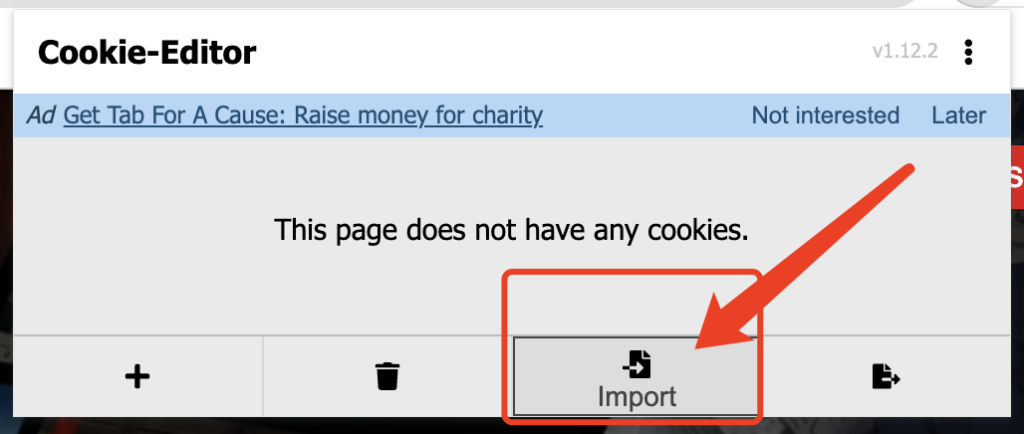 Cookie-Editor
v1.12.2
Ad Get Tab For A Cause: Raise money for charity
Not interested
Later
This page does not have any cookies.
Import